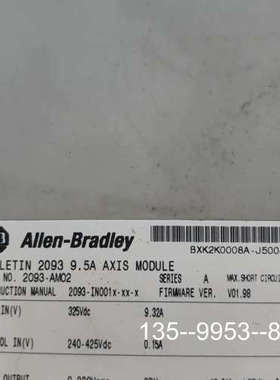 Allen-Bradley
BXK2K0008A-J500
LETIN 2093 9.5A AXIS MODULE
NO. 2093-AM02 SERIES A MAX.SHORT CIRCUI
UCTION MANUAL 2093-IN001x-xx-x FIRMWARE VER. V01.98
IN(V) 325Vdc 9.32A
OL IN(V) 240-425Vdc 0.15A
135--9953--8